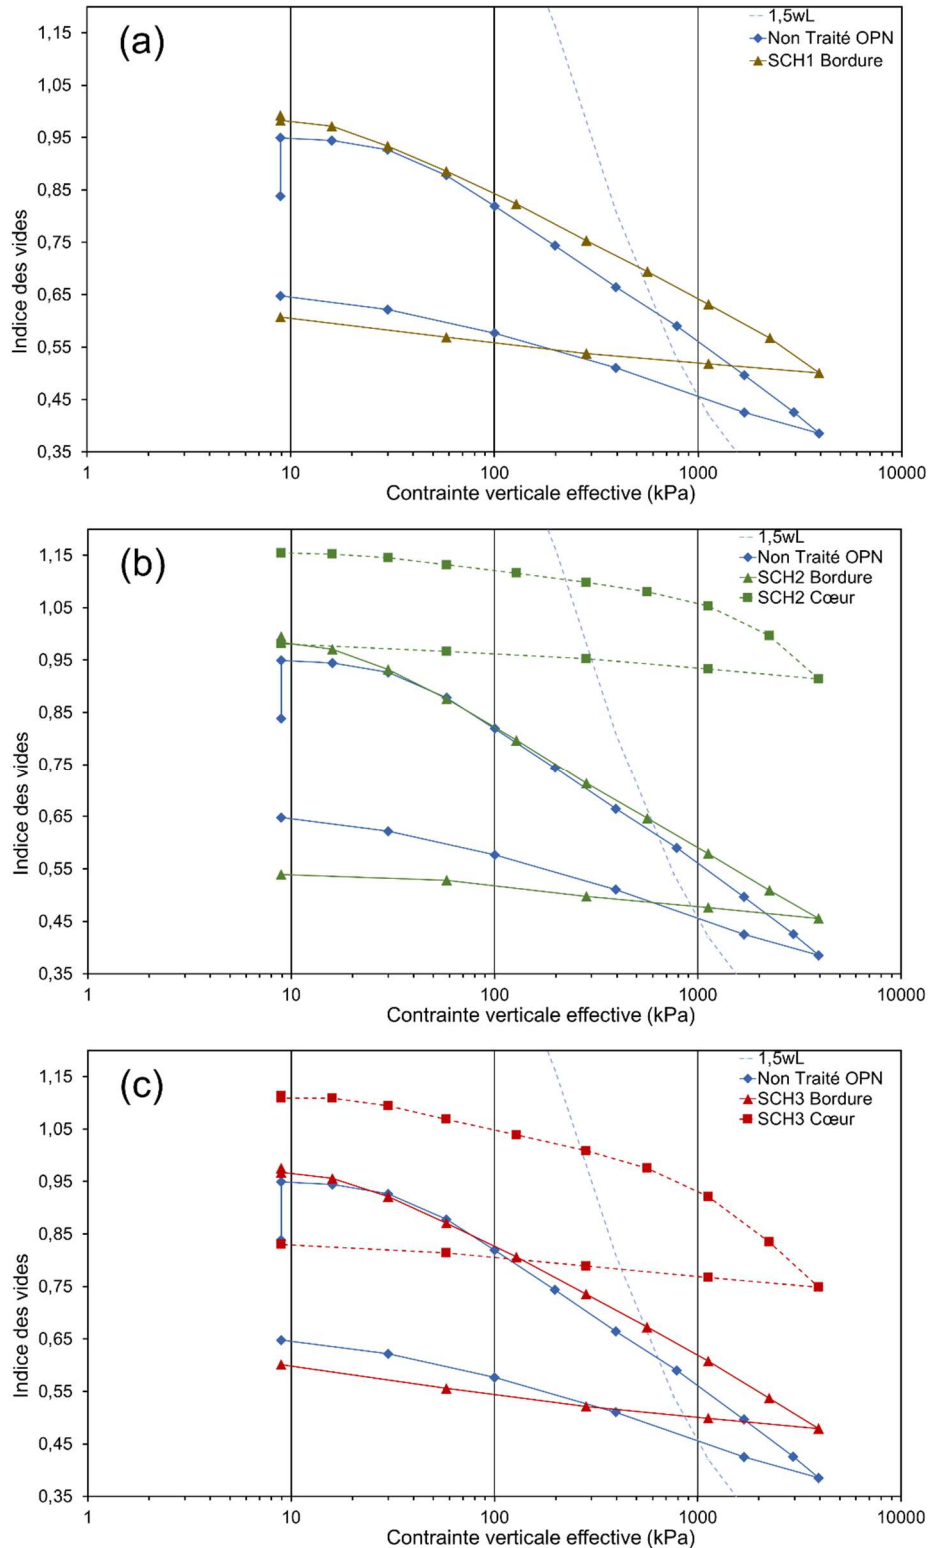 (a)
1,5wL
Non Traité OPN
SCH1 Bordure
1,15
1,05
0,95
0,85
0,75
0,65
0,55
0,45
0,35
Indice des vides
1 10 100 1000 10000
Contrainte verticale effective (kPa)
(b)
1,5wL
Non Traité OPN
SCH2 Bordure
SCH2 Cœur
1,15
1,05
0,95
0,85
0,75
0,65
0,55
0,45
0,35
Indice des vides
1 10 100 1000 10000
Contrainte verticale effective (kPa)
(c)
1,5wL
Non Traité OPN
SCH3 Bordure
SCH3 Cœur
1,15
1,05
0,95
0,85
0,75
0,65
0,55
0,45
0,35
Indice des vides
1 10 100 1000 10000
Contrainte verticale effective (kPa)